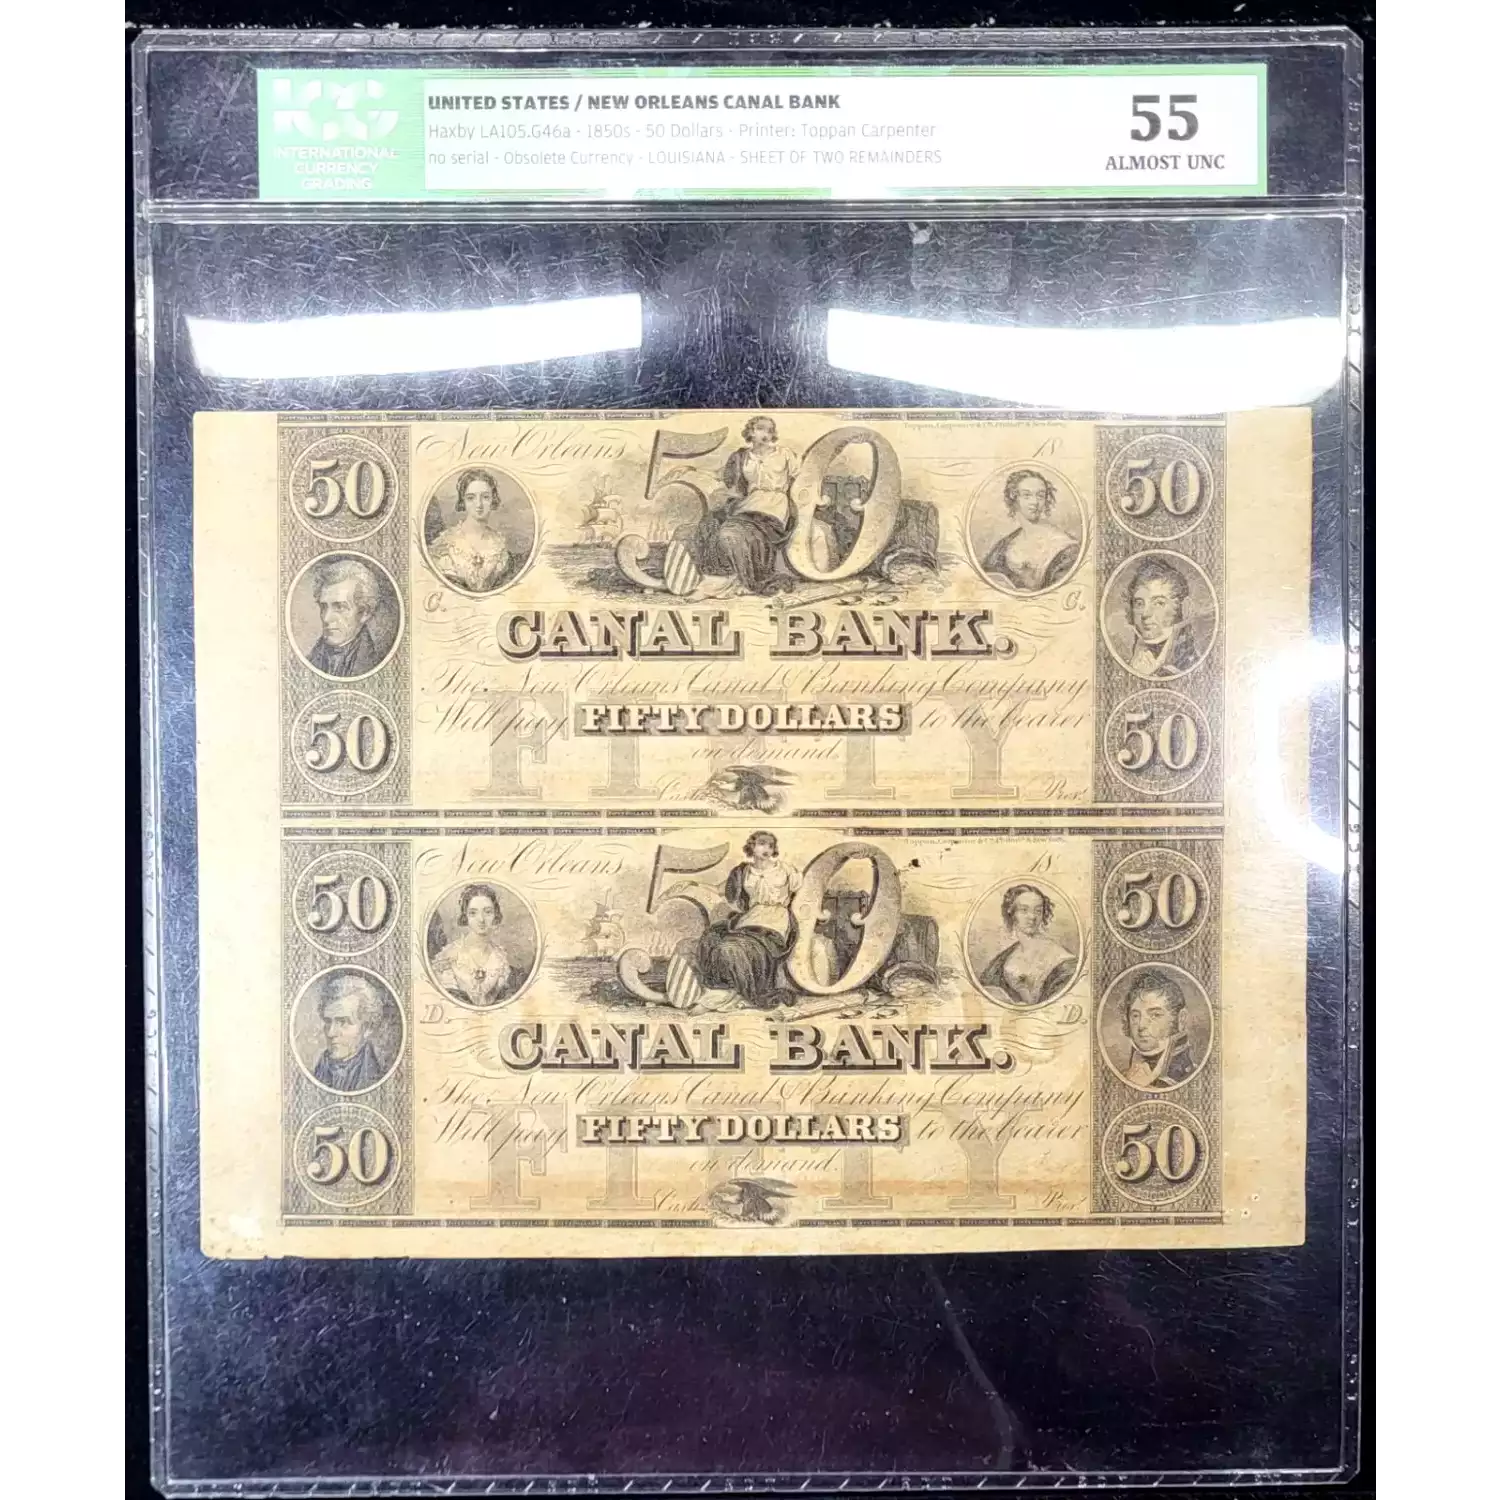 ICG
INTERNATIONAL
CURRENCY
GRADING
UNITED STATES / NEW ORLEANS CANAL BANK
Haxby LA105.G46a - 1850s - 50 Dollars - Printer: Toppan Carpenter
no serial - Obsolete Currency - LOUISIANA - SHEET OF TWO REMAINDERS
55
ALMOST UNC
50 New Orleans 50 18 50
C. C.
CANAL BANK.
The New Orleans Canal & Banking Company
Will pay FIFTY DOLLARS to the bearer
on demand.
FIFTY
50 Cash. Prest. 50
50 New Orleans 50 18 50
D. D.
CANAL BANK.
The New Orleans Canal & Banking Company
Will pay FIFTY DOLLARS to the bearer
on demand.
FIFTY
50 Cash. Prest. 50